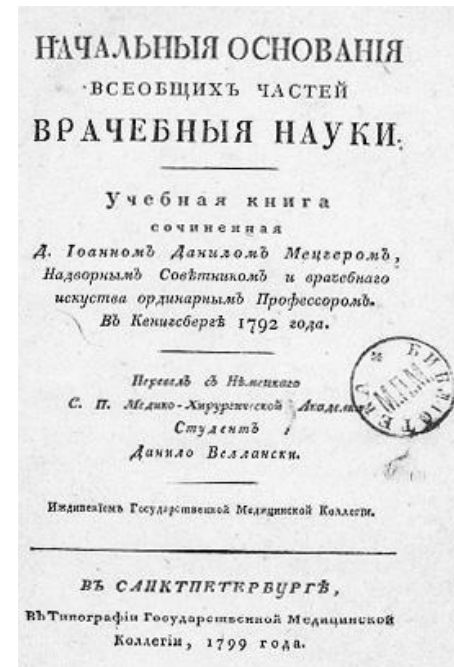 НАЧАЛЬНЫЯ ОСНОВАНІЯ
ВСЕОБЩИХЪ ЧАСТЕЙ
ВРАЧЕБНЫЯ НАУКИ.
Учебная книга
сочиненная
Д. Іоанномъ Даниломъ Мецгеромъ,
Надворнымъ Совѣтникомъ и врачебнаго
искуства ординарнымъ Профессоромъ.
Въ Кенигсбергѣ 1792 года.
БИБЛИОТЕКА
Перевелъ съ Нѣмецкаго
С. П. Медико-Хирургической Академіи
Студентъ
Данило Веллански.
Иждивеніемъ Государственной Медицинской Коллегіи.
ВЪ САНКТПЕТЕРБУРГѢ,
Въ Типографіи Государственной Медицинской
Коллегіи, 1799 года.